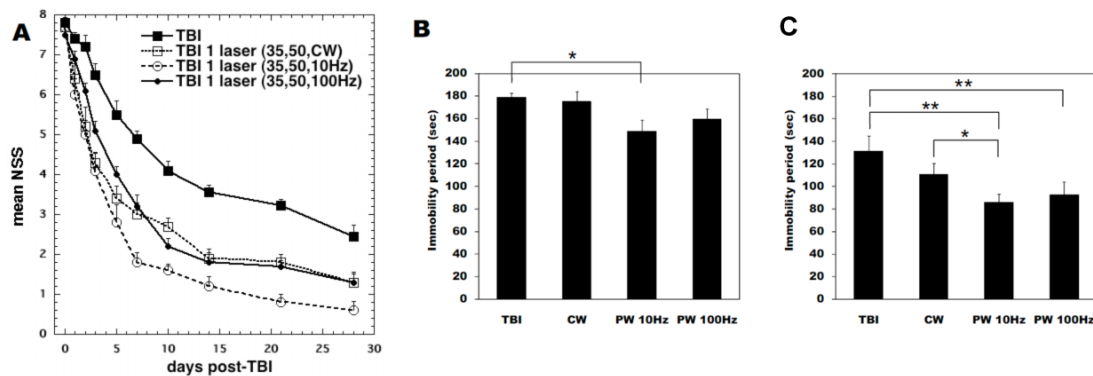 A
TBI
TBI 1 laser (35,50,CW)
TBI 1 laser (35,50,10Hz)
TBI 1 laser (35,50,100Hz)
mean NSS
8
7
6
5
4
3
2
1
0
0 5 10 15 20 25 30
days post-TBI
B
*
Immobility period (sec)
200
180
160
140
120
100
80
60
40
20
0
TBI CW PW 10Hz PW 100Hz
C
**
**
*
Immobility period (sec)
200
180
160
140
120
100
80
60
40
20
0
TBI CW PW 10Hz PW 100Hz